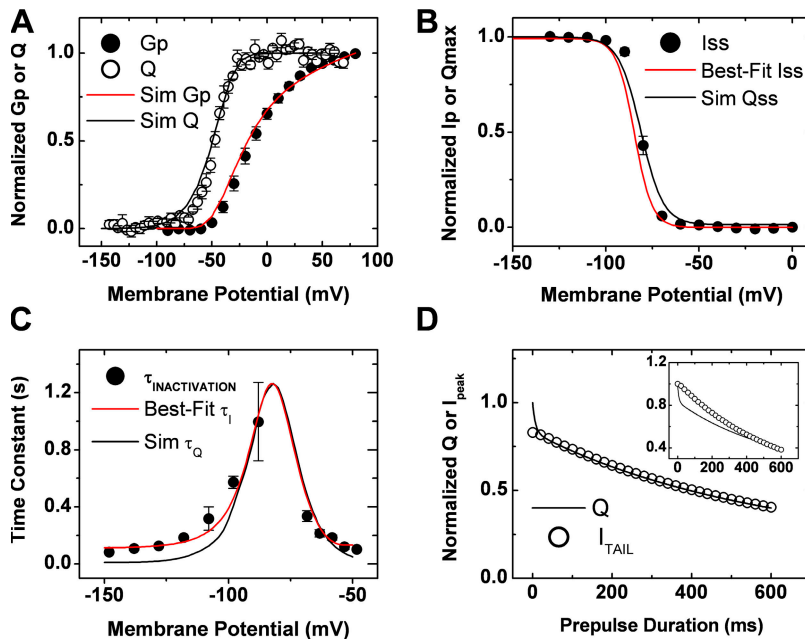 A
Normalized Gp or Q
1.0
0.5
0.0
Gp
Q
Sim Gp
Sim Q
-150 -100 -50 0 50 100
Membrane Potential (mV)
B
Normalized Ip or Qmax
1.0
0.5
0.0
Iss
Best-Fit Iss
Sim Qss
-150 -100 -50 0
Membrane Potential (mV)
C
Time Constant (s)
1.2
0.8
0.4
0.0
τINACTIVATION
Best-Fit τI
Sim τQ
-150 -100 -50
Membrane Potential (mV)
D
Normalized Q or Ipeak
1.0
0.5
0.0
1.2
0.8
0.4
0 200 400 600
Q
ITAIL
0 200 400 600
Prepulse Duration (ms)